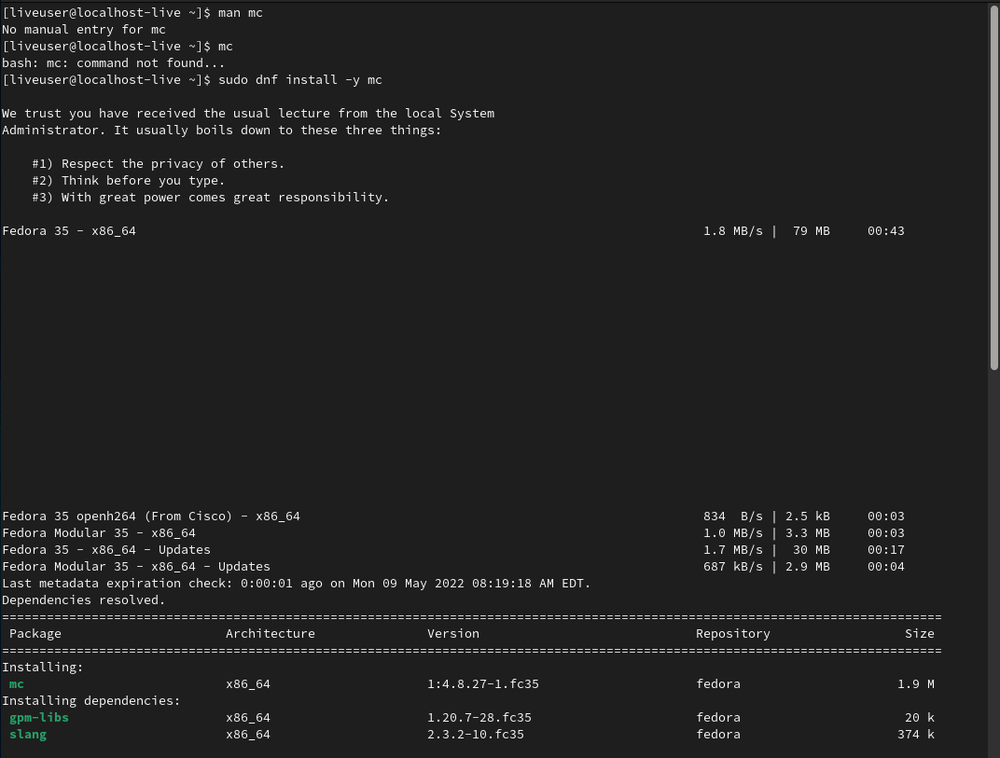 [liveuser@localhost-live ~]$ man mc
No manual entry for mc
[liveuser@localhost-live ~]$ mc
bash: mc: command not found...
[liveuser@localhost-live ~]$ sudo dnf install -y mc
We trust you have received the usual lecture from the local System
Administrator. It usually boils down to these three things:
#1) Respect the privacy of others.
#2) Think before you type.
#3) With great power comes great responsibility.
Fedora 35 - x86_64 1.8 MB/s | 79 MB 00:43
Fedora 35 openh264 (From Cisco) - x86_64 834 B/s | 2.5 kB 00:03
Fedora Modular 35 - x86_64 1.0 MB/s | 3.3 MB 00:03
Fedora 35 - x86_64 - Updates 1.7 MB/s | 30 MB 00:17
Fedora Modular 35 - x86_64 - Updates 687 kB/s | 2.9 MB 00:04
Last metadata expiration check: 0:00:01 ago on Mon 09 May 2022 08:19:18 AM EDT.
Dependencies resolved.
================================================================================
Package Architecture Version Repository Size
================================================================================
Installing:
mc x86_64 1:4.8.27-1.fc35 fedora 1.9 M
Installing dependencies:
gpm-libs x86_64 1.20.7-28.fc35 fedora 20 k
slang x86_64 2.3.2-10.fc35 fedora 374 k